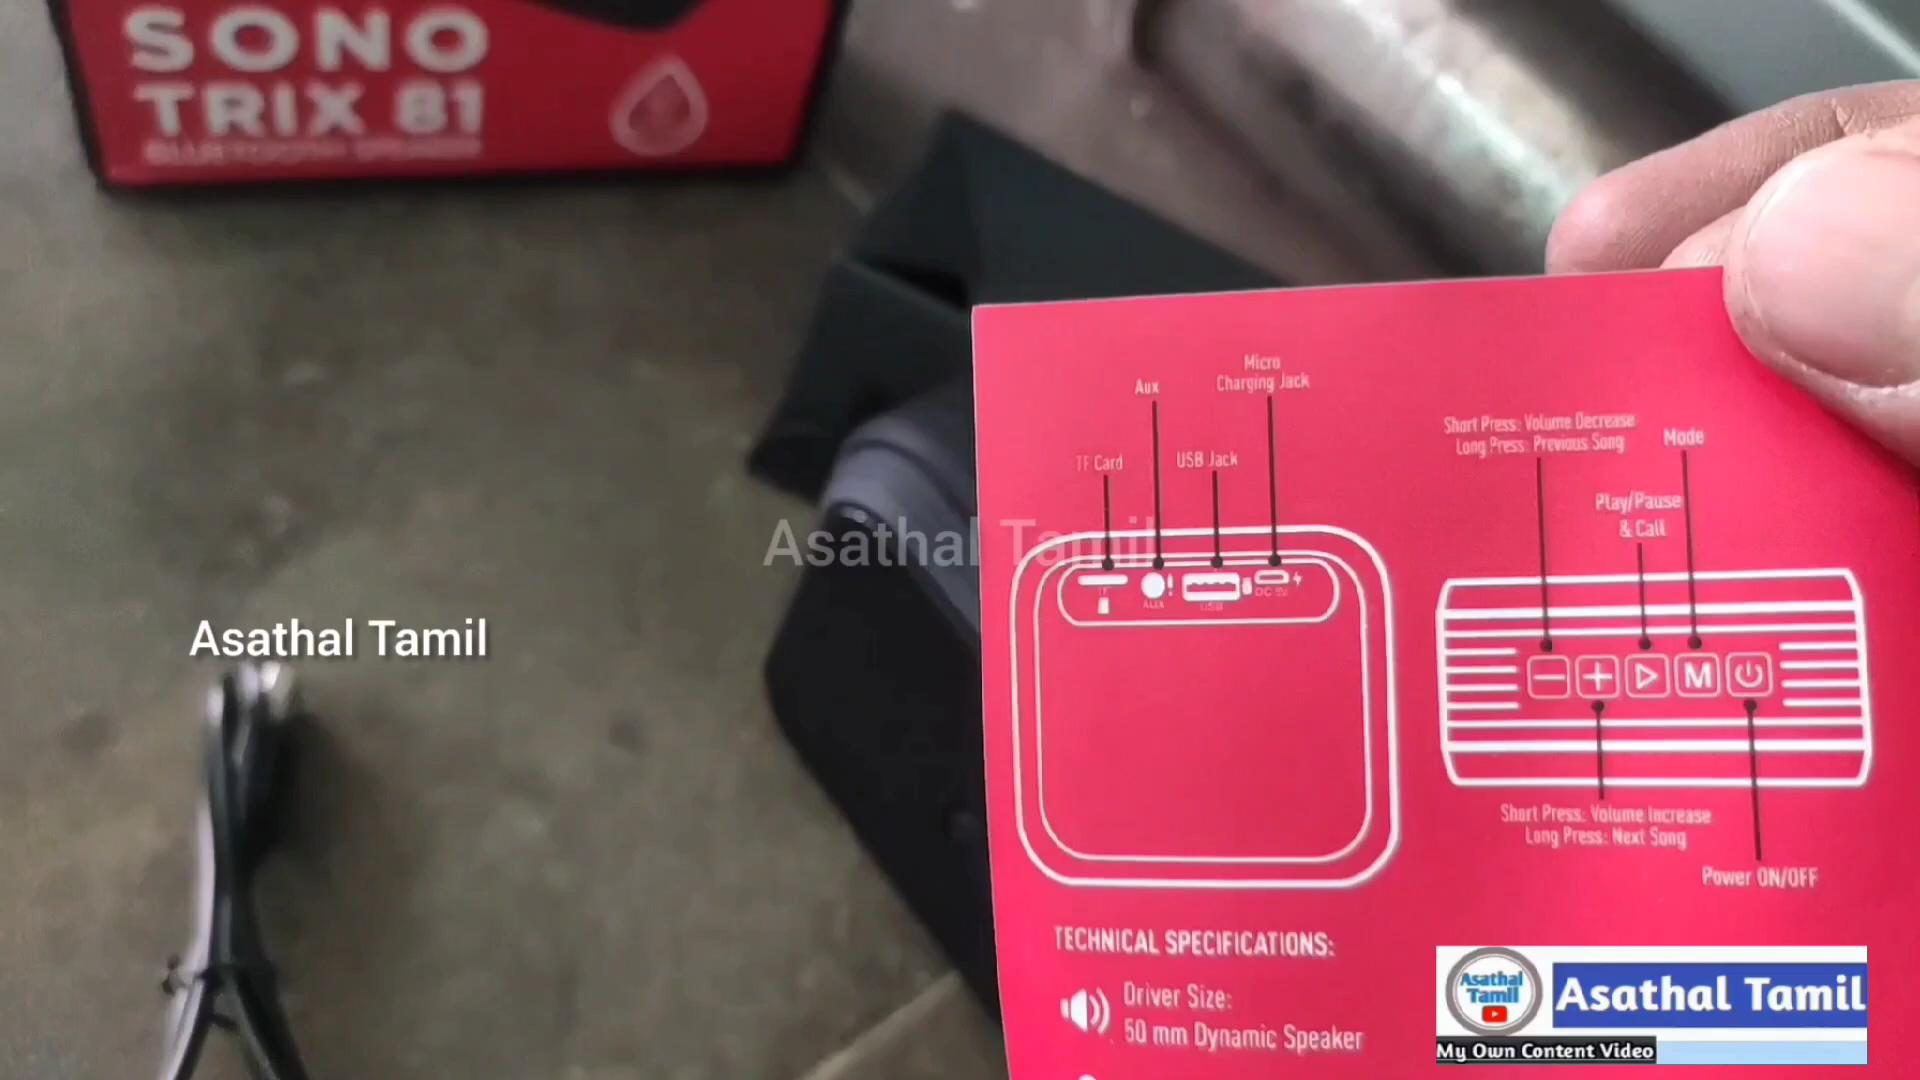 SONO
TRIX 81
BLUETOOTH SPEAKER
Micro
Charging Jack
Aux
TF Card
USB Jack
Short Press: Volume Decrease
Long Press: Previous Song
Mode
Play/Pause
& Call
AUX
USB
DC 5V
M
Short Press: Volume Increase
Long Press: Next Song
Power ON/OFF
TECHNICAL SPECIFICATIONS:
Driver Size:
50 mm Dynamic Speaker
Asathal Tamil
Asathal Tamil
Asathal
Tamil
Asathal Tamil
My Own Content Video